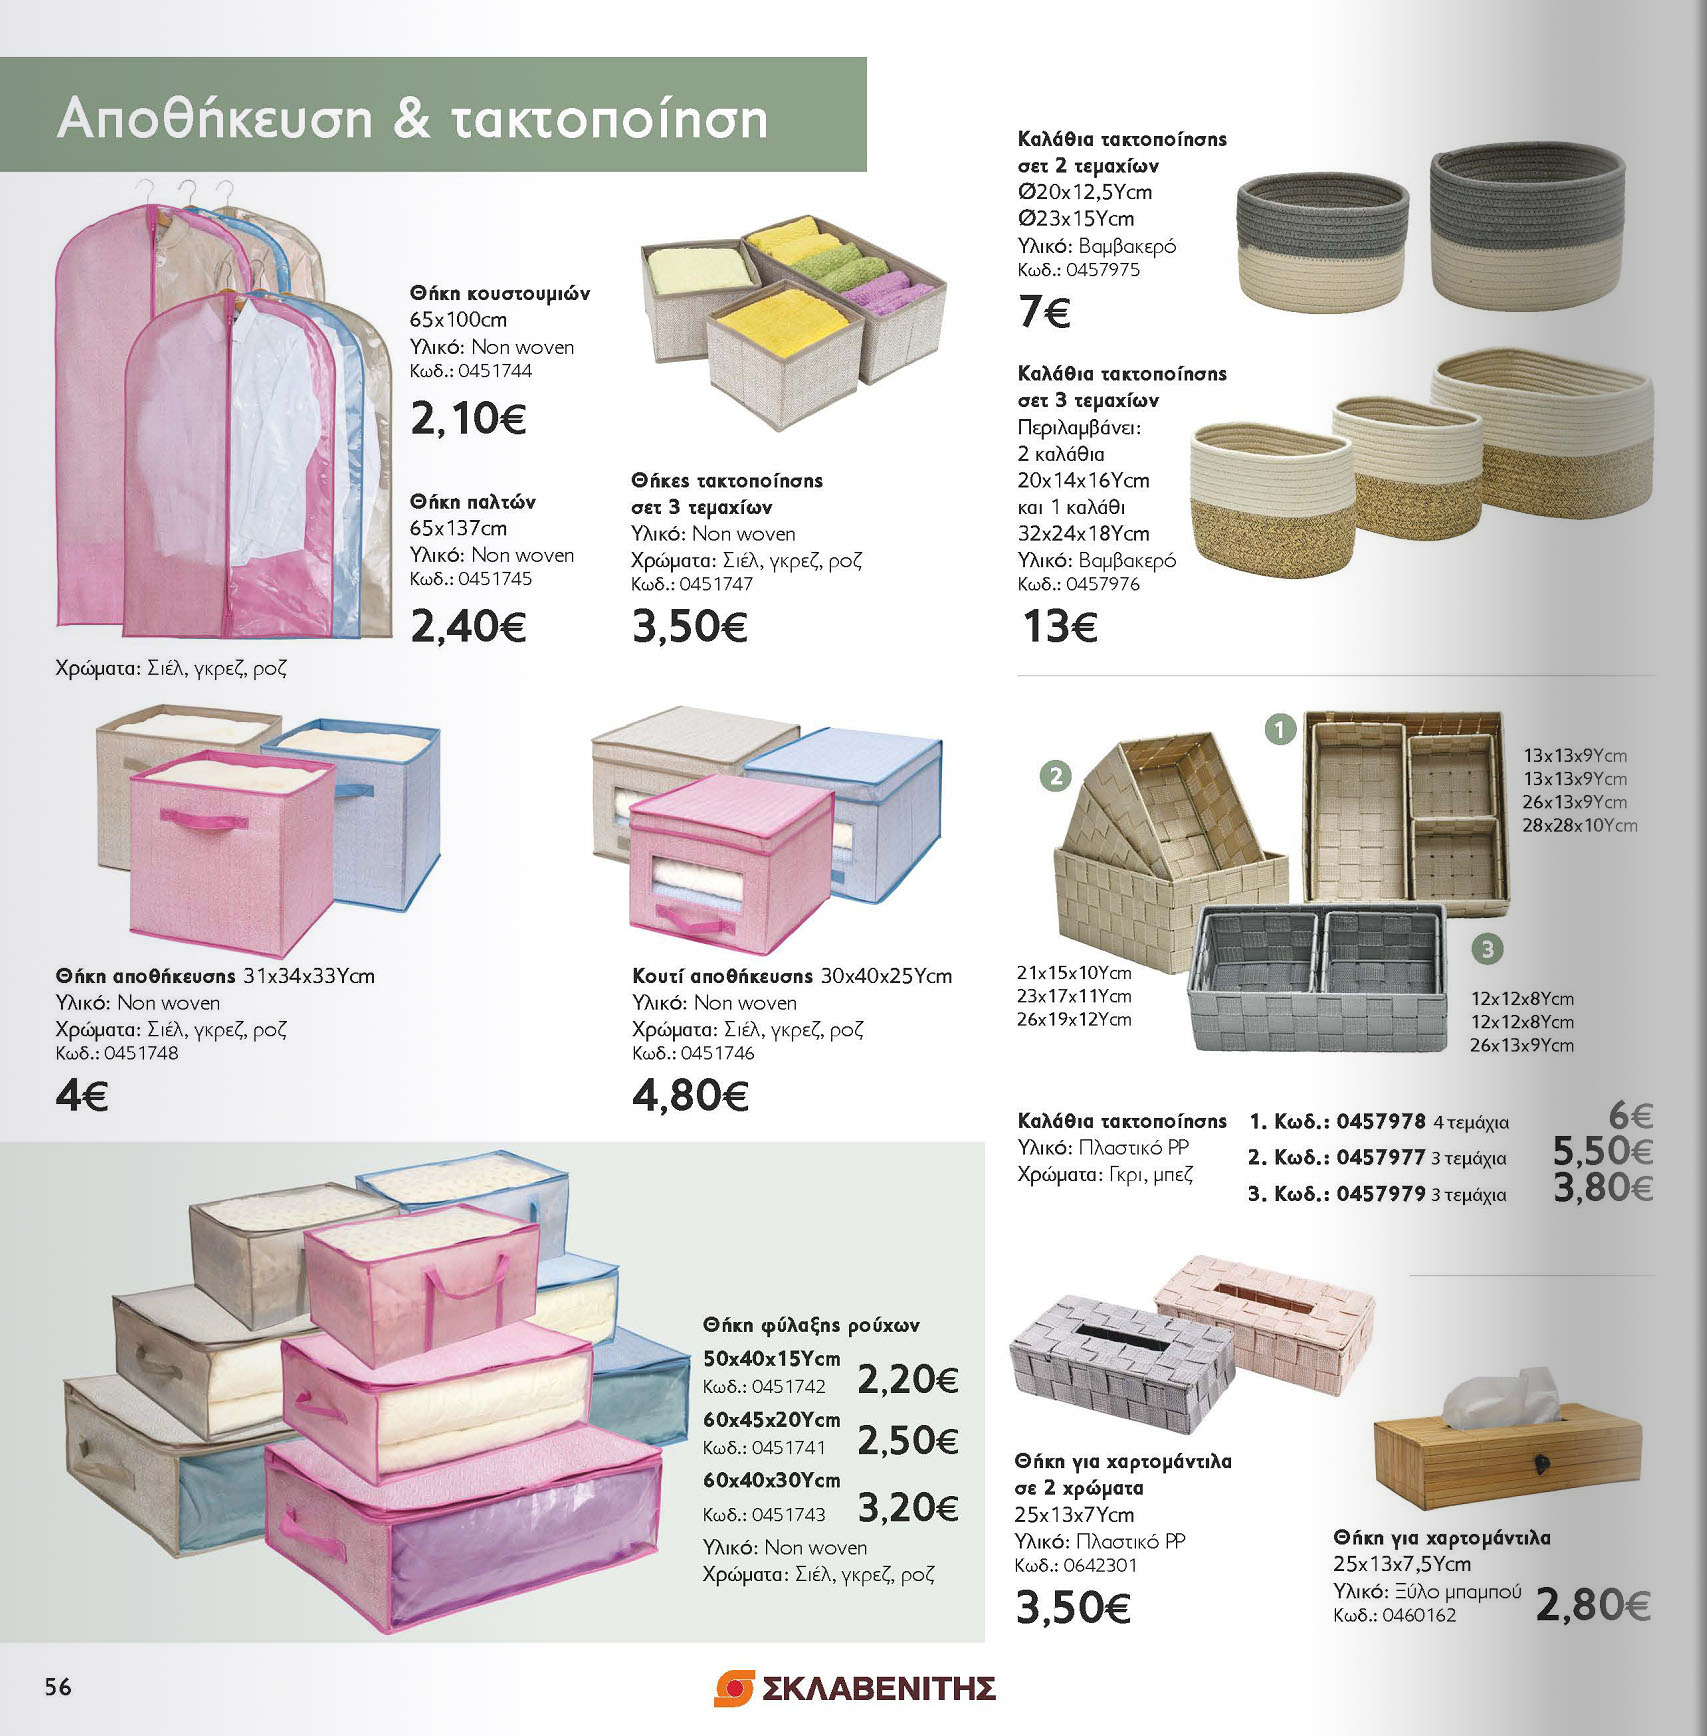 Αποθήκευση & τακτοποίηση
Θήκη κουστουμιών
65x100cm
Υλικό: Non woven
Κωδ.: 0451744
2,10€
Θήκη παλτών
65x137cm
Υλικό: Non woven
Κωδ.: 0451745
2,40€
Χρώματα: Σιέλ, γκρεζ, ροζ
Θήκες τακτοποίησης
σετ 3 τεμαχίων
Υλικό: Non woven
Χρώματα: Σιέλ, γκρεζ, ροζ
Κωδ.: 0451747
3,50€
Καλάθια τακτοποίησης
σετ 2 τεμαχίων
Ø20x12,5Ycm
Ø23x15Ycm
Υλικό: Βαμβακερό
Κωδ.: 0457975
7€
Καλάθια τακτοποίησης
σετ 3 τεμαχίων
Περιλαμβάνει:
2 καλάθια
20x14x16Ycm
και 1 καλάθι
32x24x18Ycm
Υλικό: Βαμβακερό
Κωδ.: 0457976
13€
Θήκη αποθήκευσης 31x34x33Ycm
Υλικό: Non woven
Χρώματα: Σιέλ, γκρεζ, ροζ
Κωδ.: 0451748
4€
Κουτί αποθήκευσης 30x40x25Ycm
Υλικό: Non woven
Χρώματα: Σιέλ, γκρεζ, ροζ
Κωδ.: 0451746
4,80€
1
13x13x9Ycm
13x13x9Ycm
26x13x9Ycm
28x28x10Ycm
2
21x15x10Ycm
23x17x11Ycm
26x19x12Ycm
3
12x12x8Ycm
12x12x8Ycm
26x13x9Ycm
Καλάθια τακτοποίησης
Υλικό: Πλαστικό PP
Χρώματα: Γκρι, μπεζ
1. Κωδ.: 0457978 4 τεμάχια 6€
2. Κωδ.: 0457977 3 τεμάχια 5,50€
3. Κωδ.: 0457979 3 τεμάχια 3,80€
Θήκη φύλαξης ρούχων
50x40x15Ycm
Κωδ.: 0451742 2,20€
60x45x20Ycm
Κωδ.: 0451741 2,50€
60x40x30Ycm
Κωδ.: 0451743 3,20€
Υλικό: Non woven
Χρώματα: Σιέλ, γκρεζ, ροζ
Θήκη για χαρτομάντιλα
σε 2 χρώματα
25x13x7Ycm
Υλικό: Πλαστικό PP
Κωδ.: 0642301
3,50€
Θήκη για χαρτομάντιλα
25x13x7,5Ycm
Υλικό: Ξύλο μπαμπού
Κωδ.: 0460162
2,80€
56
ΣΚΛΑΒΕΝΙΤΗΣ